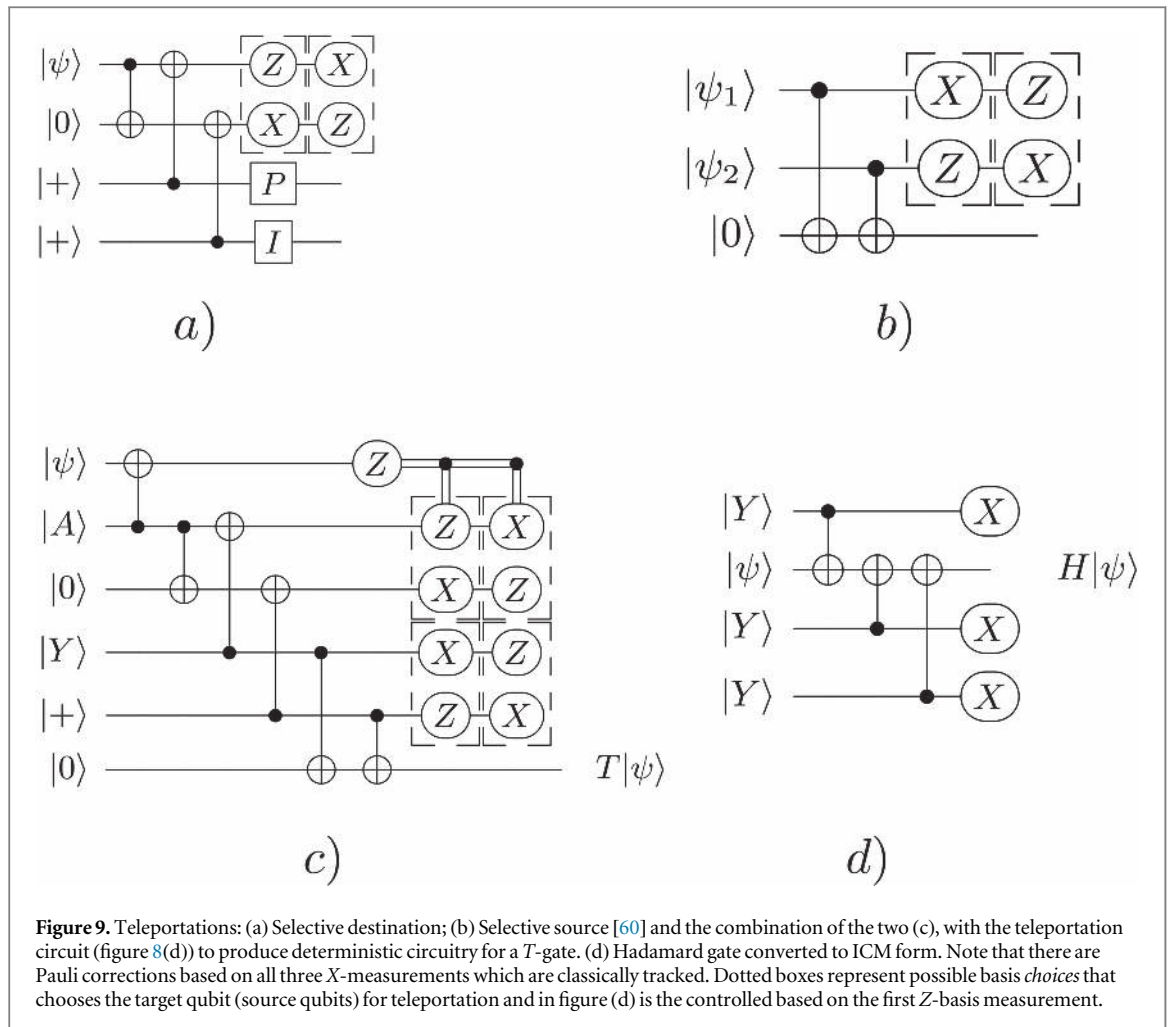 |ψ⟩ Z X
|0⟩ X Z
|+⟩ P
|+⟩ I
a)
|ψ₁⟩ X Z
|ψ₂⟩ Z X
|0⟩
b)
|ψ⟩ Z
|A⟩ Z X
|0⟩ X Z
|Y⟩ X Z
|+⟩ Z X
|0⟩ T|ψ⟩
c)
|Y⟩ X
|ψ⟩ H|ψ⟩
|Y⟩ X
|Y⟩ X
d)
Figure 9. Teleportations: (a) Selective destination; (b) Selective source [60] and the combination of the two (c), with the teleportation
circuit (figure 8(d)) to produce deterministic circuitry for a T-gate. (d) Hadamard gate converted to ICM form. Note that there are
Pauli corrections based on all three X-measurements which are classically tracked. Dotted boxes represent possible basis choices that
chooses the target qubit (source qubits) for teleportation and in figure (d) is the controlled based on the first Z-basis measurement.